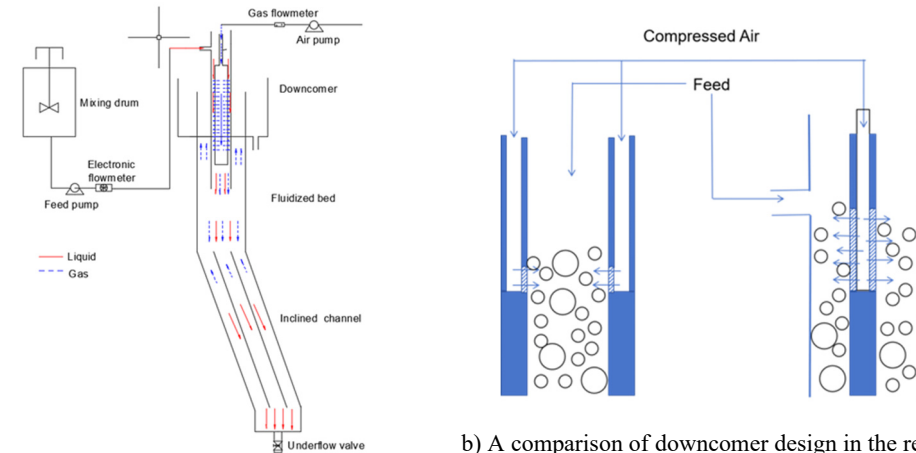 Gas flowmeter
Air pump
Downcomer
Mixing drum
Electronic
flowmeter
Feed pump
Fluidized bed
Liquid
Gas
Inclined channel
Underflow valve
Compressed Air
Feed
b) A comparison of downcomer design in the re